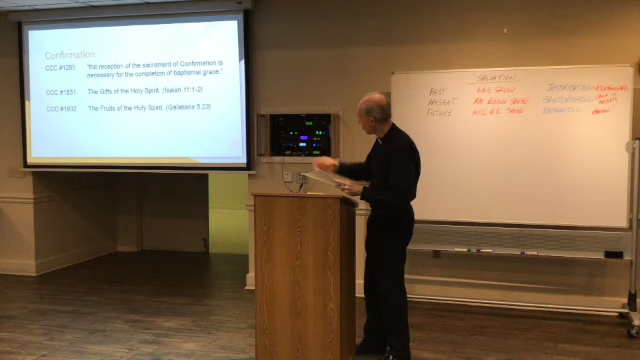 Confirmation
CCC #1285 "the reception of the sacrament of Confirmation is
necessary for the completion of baptismal grace."
CCC #1831 The Gifts of the Holy Spirit. (Isaiah 11:1-2)
CCC #1832 The Fruits of the Holy Spirit. (Galatians 5:23)
SALVATION
PAST HAS SAVED JUSTIFICATION
PRESENT AM BEING SAVED SANCTIFICATION
FUTURE WILL BE SAVED